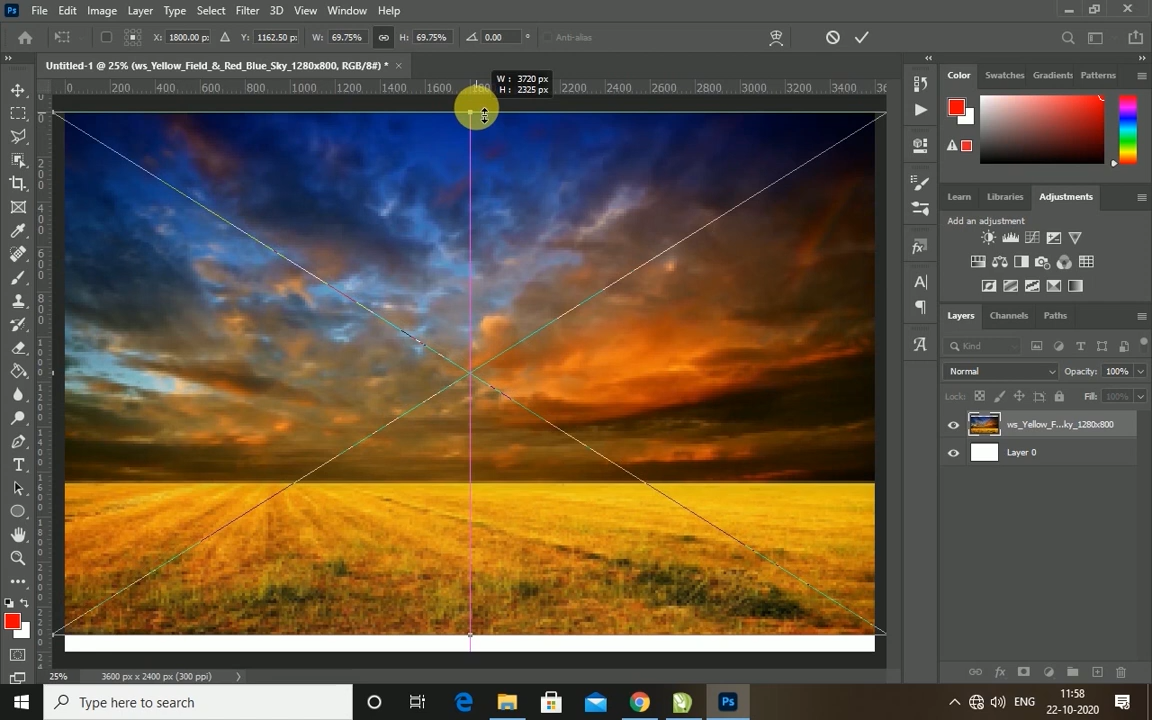 Ps File Edit Image Layer Type Select Filter 3D View Window Help
X: 1800.00 px Y: 1162.50 px W: 69.75% H: 69.75% 0.00 ° Anti-alias
Untitled-1 @ 25% (ws_Yellow_Field_&_Red_Blue_Sky_1280x800, RGB/8#) * ×
W : 3720 px
H : 2325 px
0 200 400 600 800 1000 1200 1400 1600 2000 2200 2400 2600 2800 3000 3200 3400
Color Swatches Gradients Patterns
Learn Libraries Adjustments
Add an adjustment
Layers Channels Paths
Kind
Normal Opacity: 100%
Lock: Fill: 100%
ws_Yellow_F...ky_1280x800
Layer 0
25% 3600 px x 2400 px (300 ppi)
Type here to search
ENG
11:58
22-10-2020